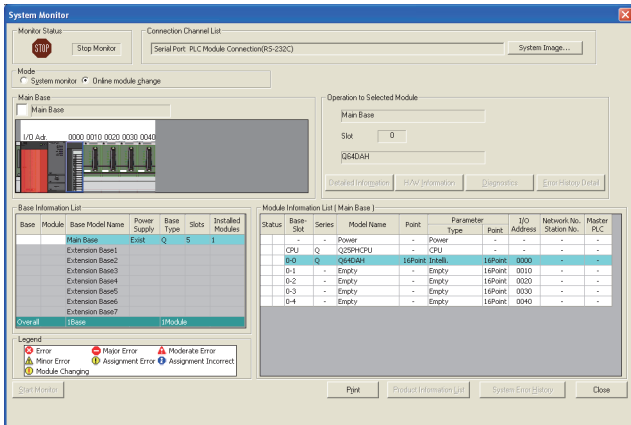 System Monitor
Monitor Status
STOP
Stop Monitor
Connection Channel List
Serial Port PLC Module Connection(RS-232C)
System Image...
Mode
System monitor Online module change
Main Base
Main Base
I/O Adr. 0000 0010 0020 0030 0040
Operation to Selected Module
Main Base
Slot 0
Q64DAH
Detailed Information H/W Information Diagnostics Error History Detail
Base Information List
Base Module Base Model Name Power Supply Base Type Slots Installed Modules
Main Base Exist Q 5 1
Extension Base1
Extension Base2
Extension Base3
Extension Base4
Extension Base5
Extension Base6
Extension Base7
Overall 1Base 1Module
Module Information List ( Main Base )
Status Base-Slot Series Model Name Point Parameter Type Point I/O Address Network No. Station No. Master PLC
- - Power - Power - - - -
CPU Q Q25PHCPU - CPU - - - -
0-0 Q Q64DAH 16Point Intelli. 16Point 0000 - -
0-1 - Empty - Empty 16Point 0010 - -
0-2 - Empty - Empty 16Point 0020 - -
0-3 - Empty - Empty 16Point 0030 - -
0-4 - Empty - Empty 16Point 0040 - -
Legend
Error Major Error Moderate Error
Minor Error Assignment Error Assignment Incorrect
Module Changing
Start Monitor Print Product Information List System Error History Close